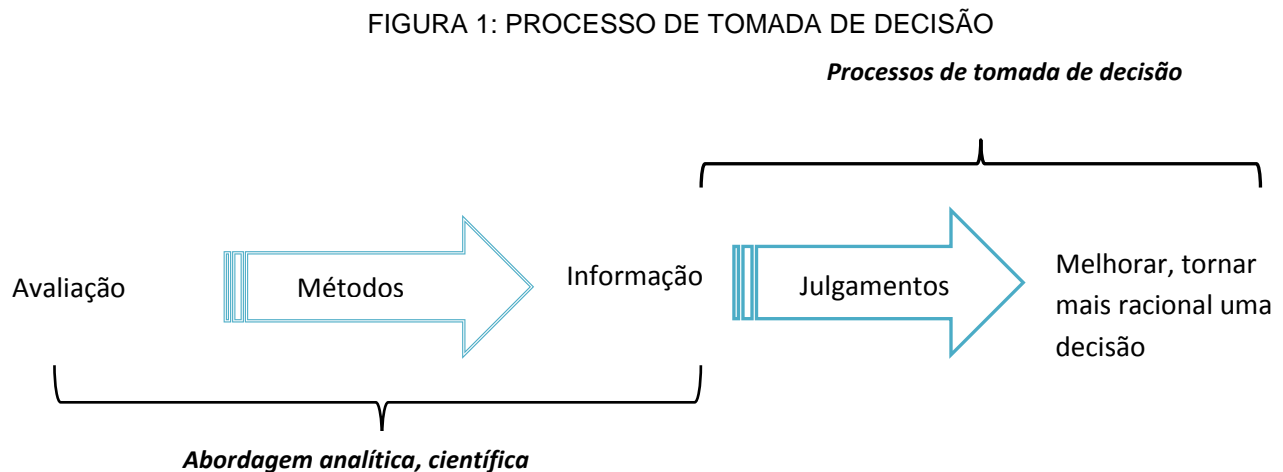 FIGURA 1: PROCESSO DE TOMADA DE DECISÃO
Processos de tomada de decisão
Avaliação
Métodos
Informação
Julgamentos
Melhorar, tornar
mais racional uma
decisão
Abordagem analítica, científica